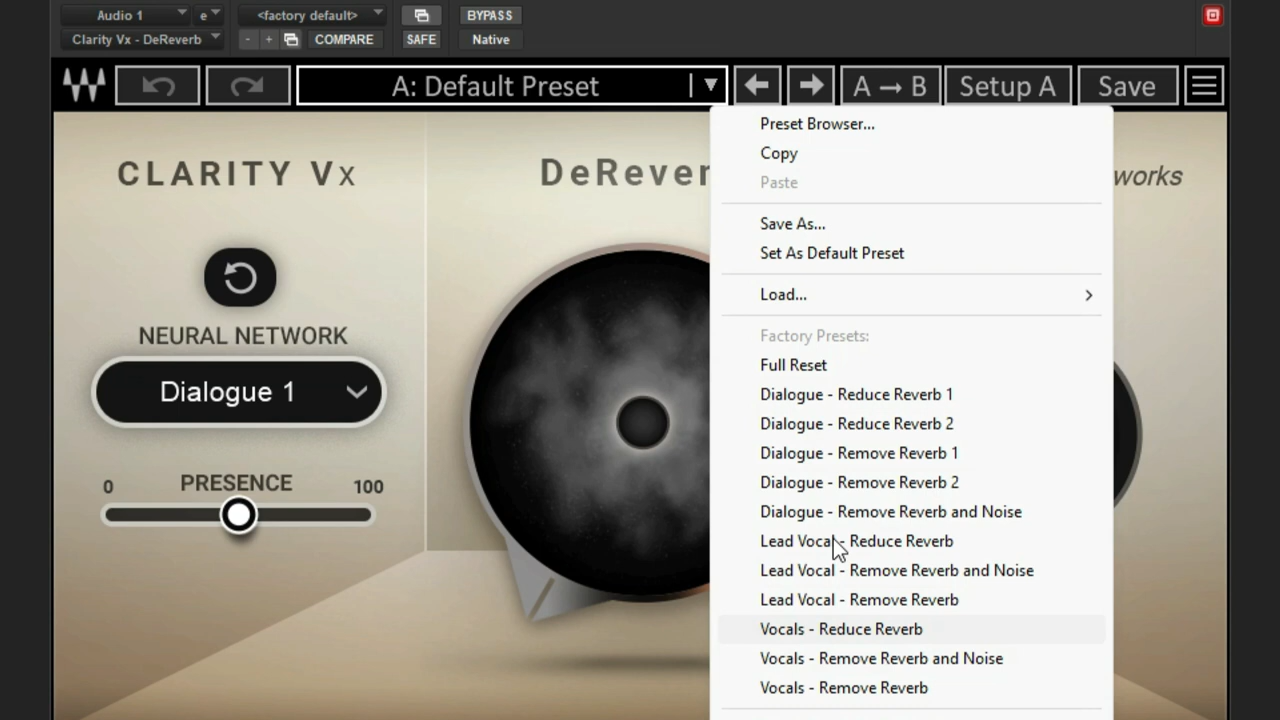 Audio 1
e
<factory default>
BYPASS
Clarity Vx - DeReverb
- +
COMPARE
SAFE
Native
A: Default Preset
A → B
Setup A
Save
CLARITY Vx
DeRever
works
NEURAL NETWORK
Dialogue 1
0 PRESENCE 100
Preset Browser...
Copy
Paste
Save As...
Set As Default Preset
Load...
Factory Presets:
Full Reset
Dialogue - Reduce Reverb 1
Dialogue - Reduce Reverb 2
Dialogue - Remove Reverb 1
Dialogue - Remove Reverb 2
Dialogue - Remove Reverb and Noise
Lead Vocal - Reduce Reverb
Lead Vocal - Remove Reverb and Noise
Lead Vocal - Remove Reverb
Vocals - Reduce Reverb
Vocals - Remove Reverb and Noise
Vocals - Remove Reverb